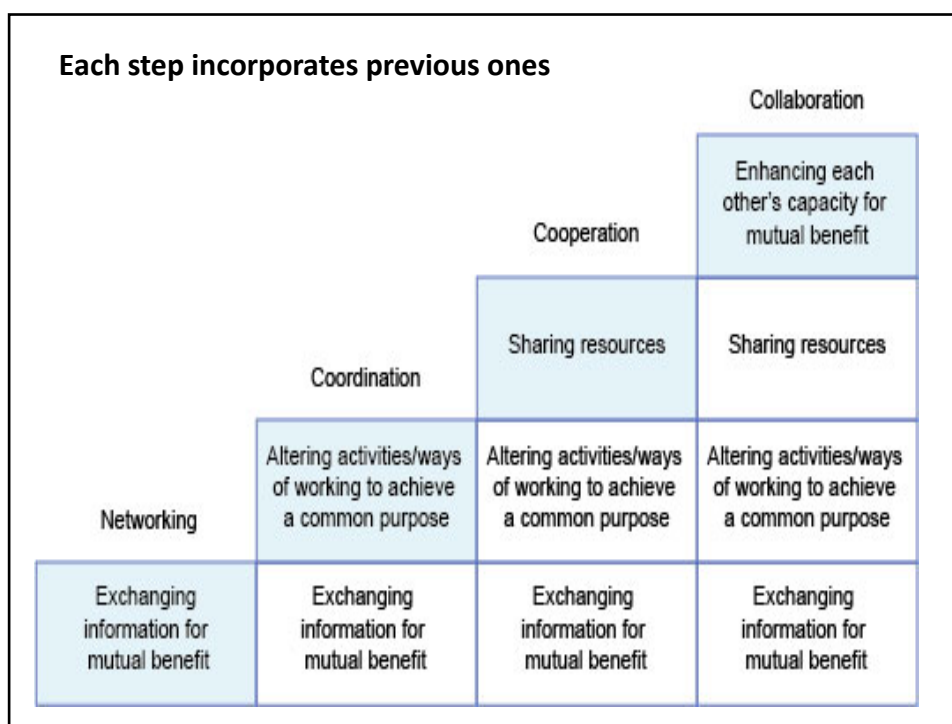 Each step incorporates previous ones
Collaboration
Enhancing each
other's capacity for
mutual benefit
Cooperation
Sharing resources
Sharing resources
Coordination
Altering activities/ways
of working to achieve
a common purpose
Altering activities/ways
of working to achieve
a common purpose
Altering activities/ways
of working to achieve
a common purpose
Networking
Exchanging
information for
mutual benefit
Exchanging
information for
mutual benefit
Exchanging
information for
mutual benefit
Exchanging
information for
mutual benefit